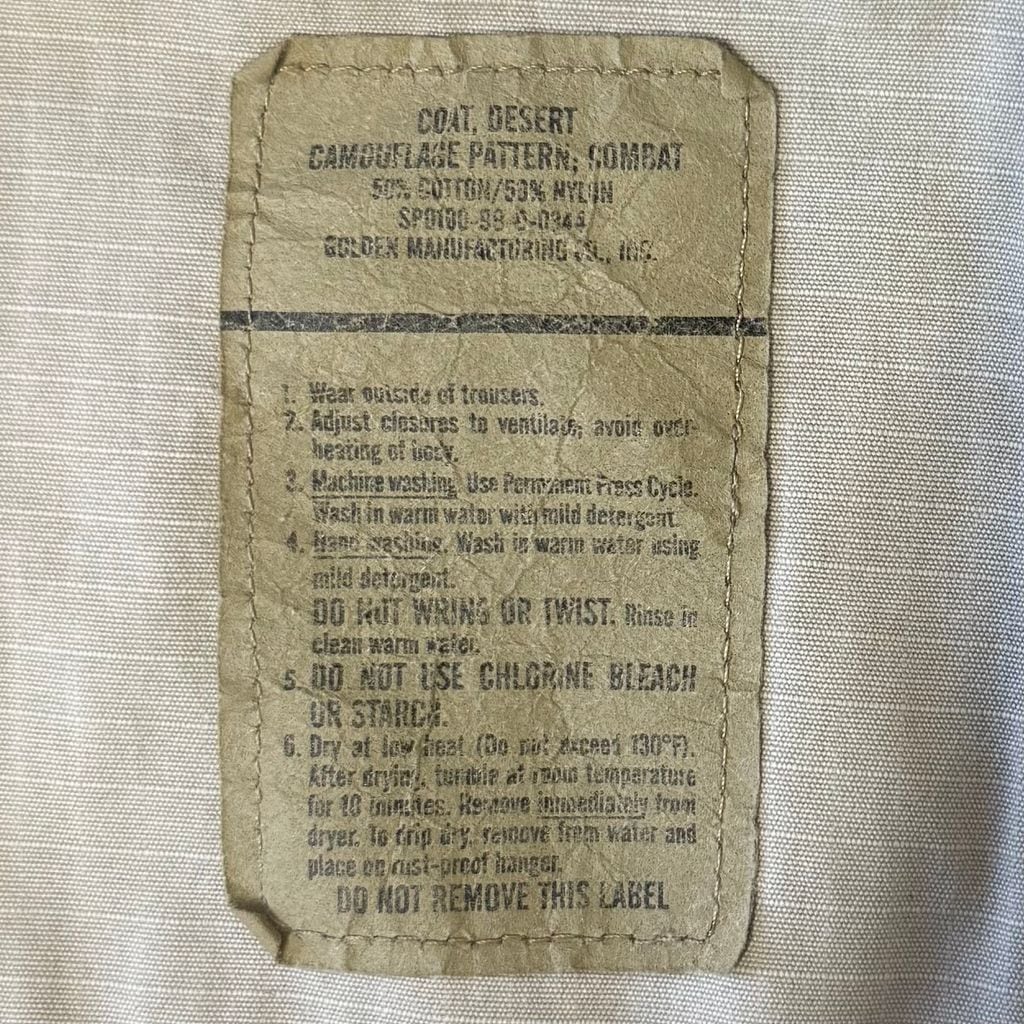 COAT, DESERT
CAMOUFLAGE PATTERN; COMBAT
50% COTTON/50% NYLON
GOLDEN MANUFACTURING CO., INC.
1. Wear outside of trousers.
2. Adjust closures to ventilate; avoid over-
heating of body.
3. Machine washing. Use Permanent Press Cycle.
Wash in warm water with mild detergent.
4. Hand washing. Wash in warm water using
mild detergent.
DO NOT WRING OR TWIST. Rinse in
clean warm water.
5. DO NOT USE CHLORINE BLEACH
OR STARCH.
6. Dry at low heat (Do not exceed 130°F).
After drying, tumble at room temperature
for 10 minutes. Remove immediately from
dryer. To drip dry, remove from water and
place on rust-proof hanger.
DO NOT REMOVE THIS LABEL